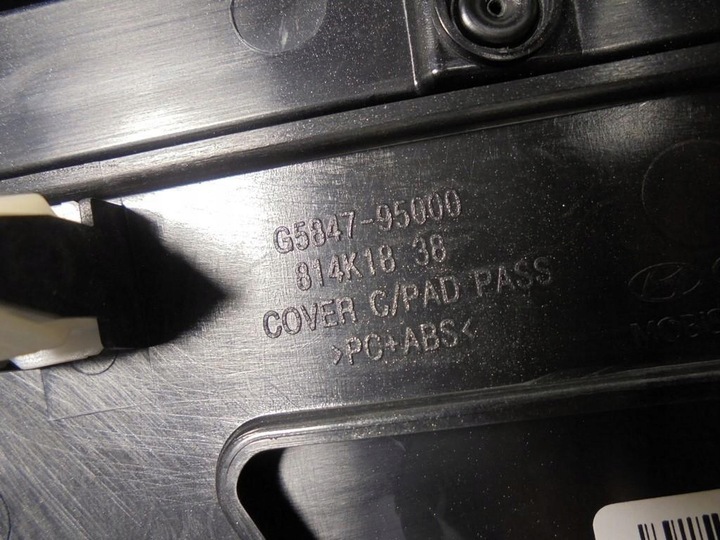 G5847-95000
814K18 38
COVER C/PAD PASS
>PC+ABS<